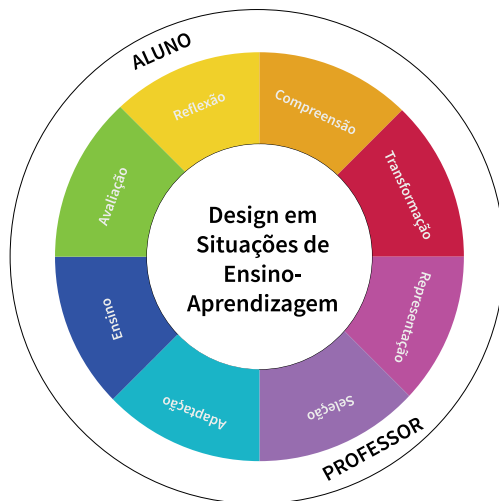 ALUNO
Reflexão
Compreensão
Transformação
Representação
Seleção
Adaptação
Ensino
Avaliação
Design em
Situações de
Ensino-
Aprendizagem
PROFESSOR